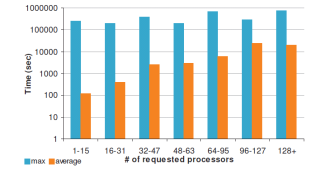 1000000
100000
10000
1000
100
10
1
Time (sec)
1-15 16-31 32-47 48-63 64-95 96-127 128+
# of requested processors
max average